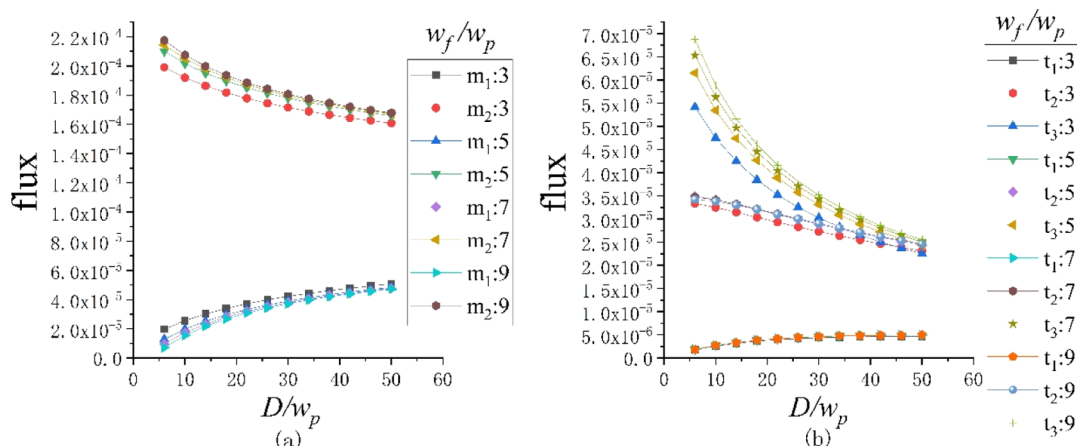 2.2x10⁻⁴
2.0x10⁻⁴
1.8x10⁻⁴
1.6x10⁻⁴
1.4x10⁻⁴
1.2x10⁻⁴
1.0x10⁻⁴
8.0x10⁻⁵
6.0x10⁻⁵
4.0x10⁻⁵
2.0x10⁻⁵
0.0
flux
0 10 20 30 40 50 60
D/wₚ
(a)
w_f/wₚ
m₁:3
m₂:3
m₁:5
m₂:5
m₁:7
m₂:7
m₁:9
m₂:9
7.0x10⁻⁵
6.5x10⁻⁵
6.0x10⁻⁵
5.5x10⁻⁵
5.0x10⁻⁵
4.5x10⁻⁵
4.0x10⁻⁵
3.5x10⁻⁵
3.0x10⁻⁵
2.5x10⁻⁵
2.0x10⁻⁵
1.5x10⁻⁵
1.0x10⁻⁵
5.0x10⁻⁶
0.0
flux
0 10 20 30 40 50 60
D/wₚ
(b)
w_f/wₚ
t₁:3
t₂:3
t₃:3
t₁:5
t₂:5
t₃:5
t₁:7
t₂:7
t₃:7
t₁:9
t₂:9
t₃:9